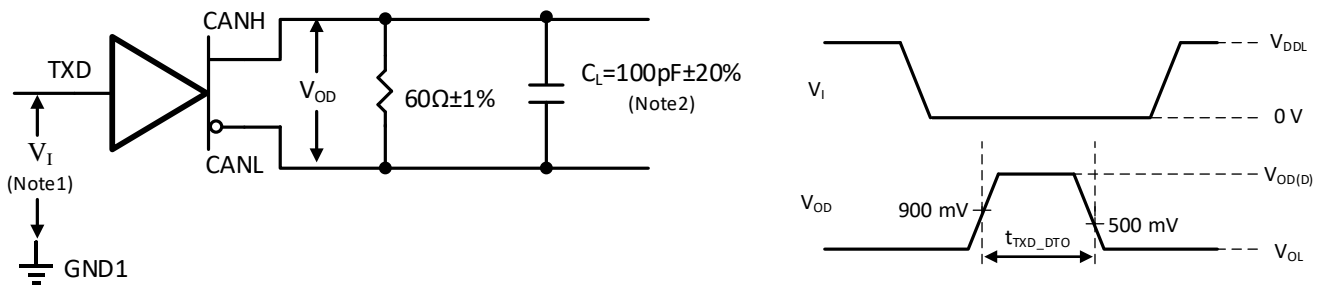 CANH
TXD
V_OD
60Ω±1%
C_L=100pF±20%
(Note2)
V_I
(Note1)
CANL
GND1
V_I
V_DDL
0 V
V_OD
900 mV
500 mV
V_OD(D)
t_TXD_DTO
V_OL